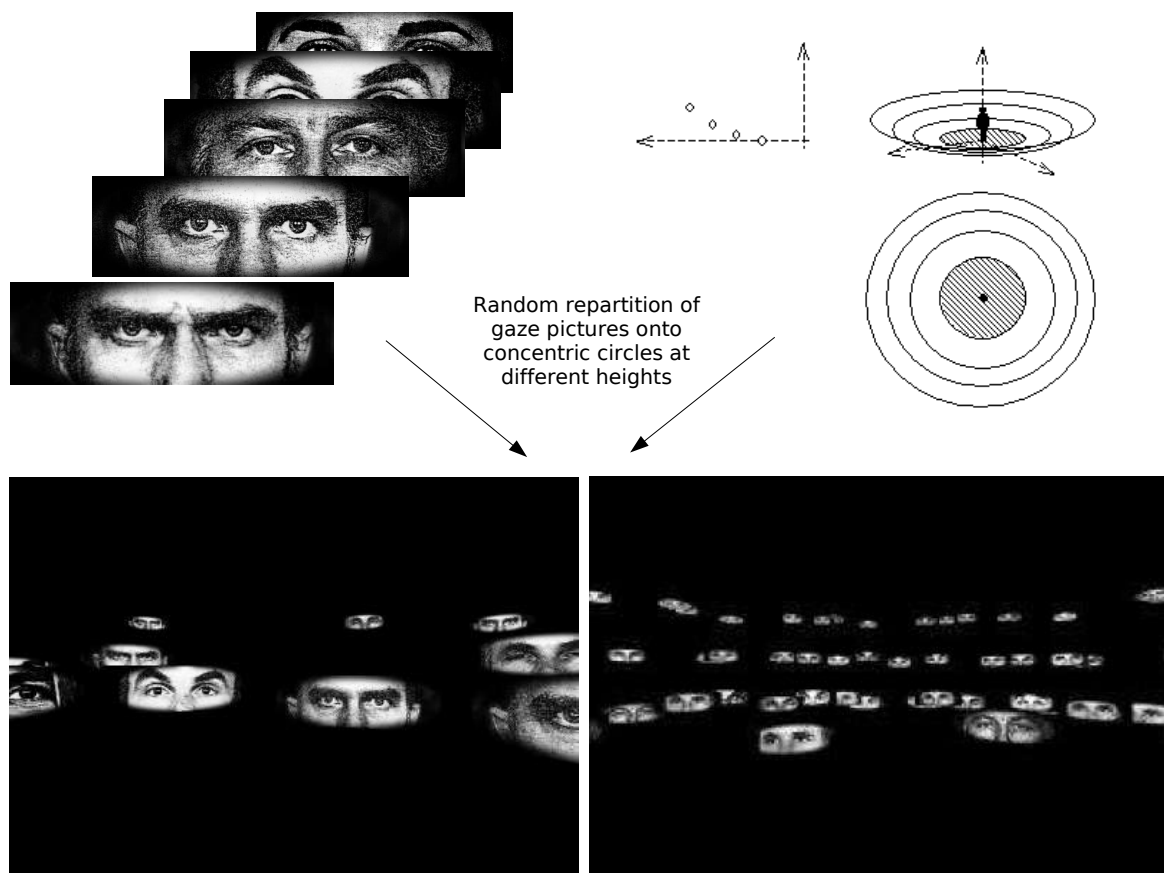 Random repartition of
gaze pictures onto
concentric circles at
different heights